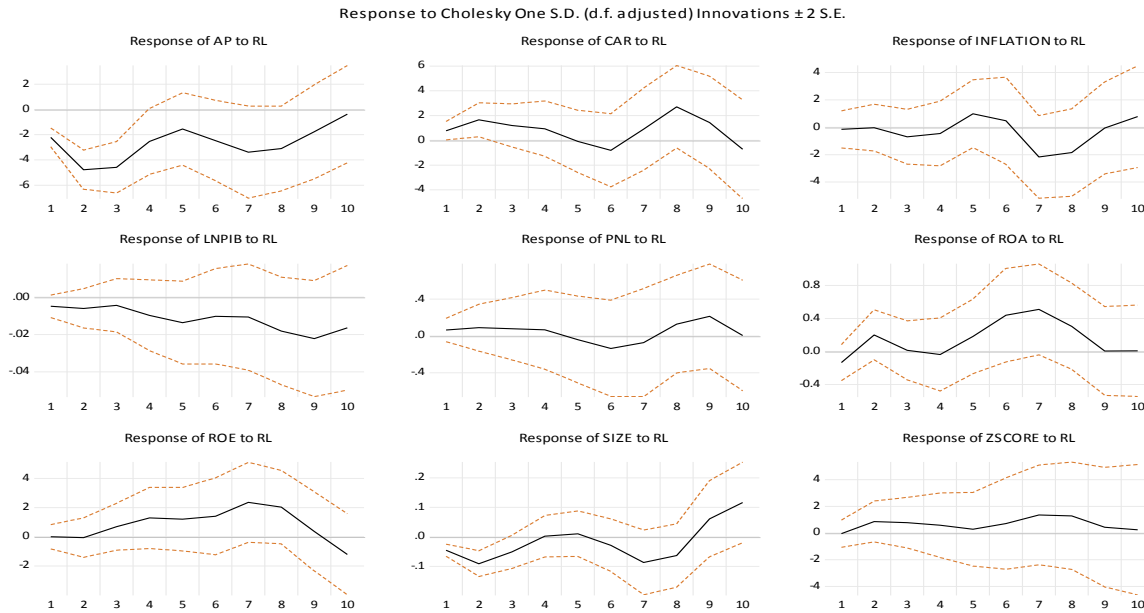 Response to Cholesky One S.D. (d.f. adjusted) Innovations ± 2 S.E.
Response of AP to RL
2
0
-2
-4
-6
1 2 3 4 5 6 7 8 9 10
Response of CAR to RL
6
4
2
0
-2
-4
1 2 3 4 5 6 7 8 9 10
Response of INFLATION to RL
4
2
0
-2
-4
1 2 3 4 5 6 7 8 9 10
Response of LNPIB to RL
.00
-.02
-.04
1 2 3 4 5 6 7 8 9 10
Response of PNL to RL
.4
.0
-.4
1 2 3 4 5 6 7 8 9 10
Response of ROA to RL
0.8
0.4
0.0
-0.4
1 2 3 4 5 6 7 8 9 10
Response of ROE to RL
4
2
0
-2
1 2 3 4 5 6 7 8 9 10
Response of SIZE to RL
.2
.1
.0
-.1
1 2 3 4 5 6 7 8 9 10
Response of ZSCORE to RL
4
2
0
-2
-4
1 2 3 4 5 6 7 8 9 10